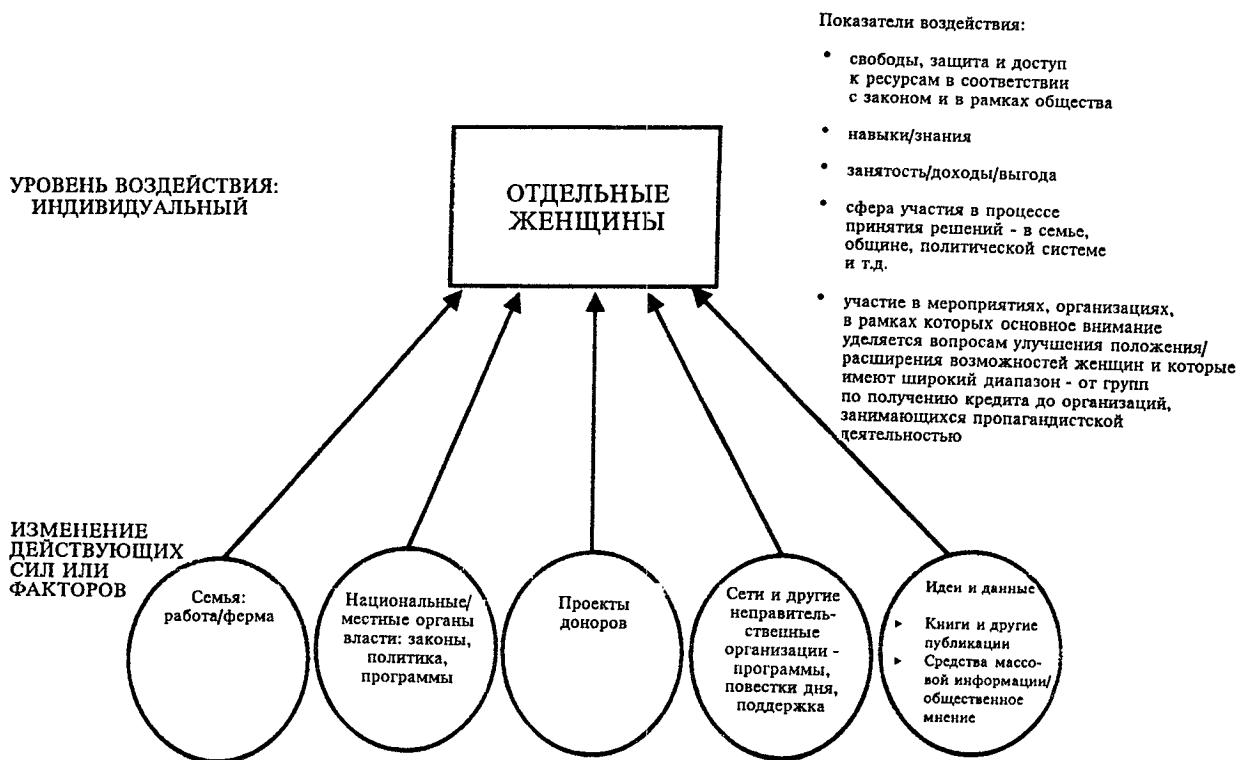 Показатели воздействия:
• свободы, защита и доступ
к ресурсам в соответствии
с законом и в рамках общества
• навыки/знания
• занятость/доходы/выгода
• сфера участия в процессе
принятия решений - в семье,
общине, политической системе
и т.д.
• участие в мероприятиях, организациях,
в рамках которых основное внимание
уделяется вопросам улучшения положения/
расширения возможностей женщин и которые
имеют широкий диапазон - от групп
по получению кредита до организаций,
занимающихся пропагандистской
деятельностью
УРОВЕНЬ ВОЗДЕЙСТВИЯ:
ИНДИВИДУАЛЬНЫЙ
ОТДЕЛЬНЫЕ
ЖЕНЩИНЫ
ИЗМЕНЕНИЕ
ДЕЙСТВУЮЩИХ
СИЛ ИЛИ
ФАКТОРОВ
Семья:
работа/ферма
Национальные/
местные органы
власти: законы,
политика,
программы
Проекты
доноров
Сети и другие
неправитель-
ственные
организации -
программы,
повестки дня,
поддержка
Идеи и данные
► Книги и другие
публикации
► Средства массо-
вой информации/
общественное
мнение